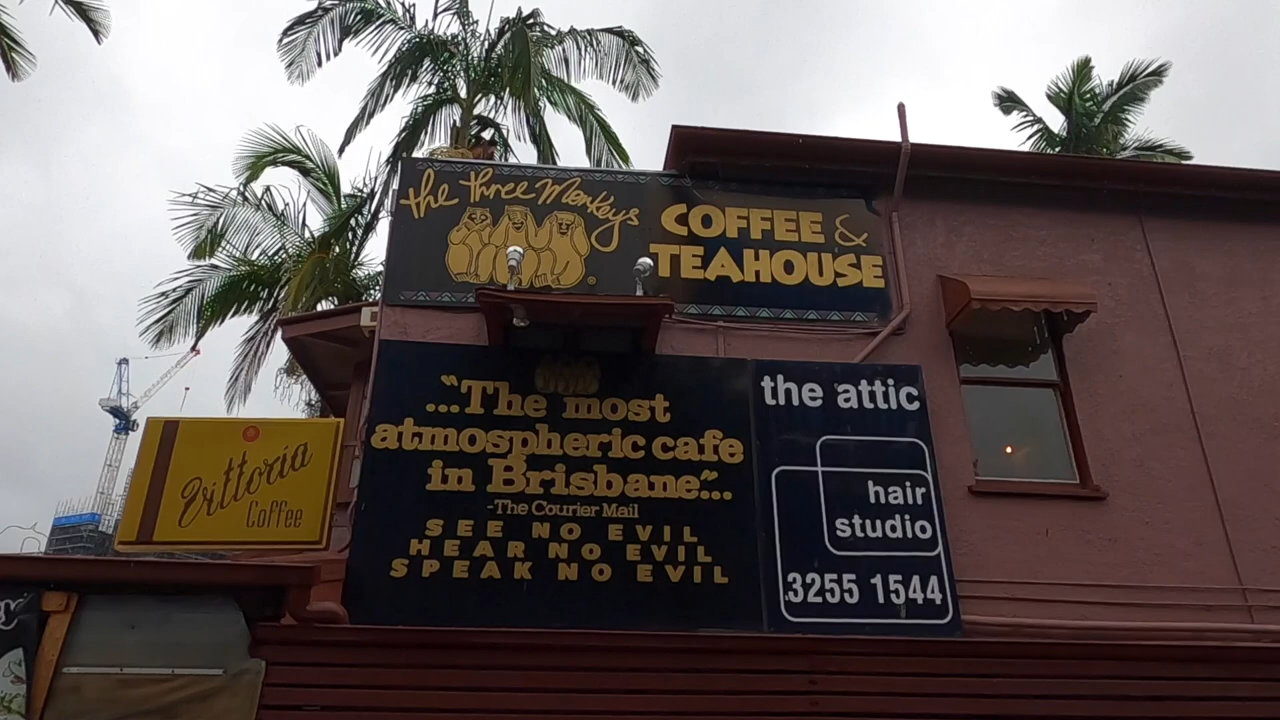 the Three Monkeys
COFFEE &
TEAHOUSE
"...The most
atmospheric cafe
in Brisbane"...
-The Courier Mail
SEE NO EVIL
HEAR NO EVIL
SPEAK NO EVIL
the attic
hair
studio
3255 1544
Vittoria
Coffee